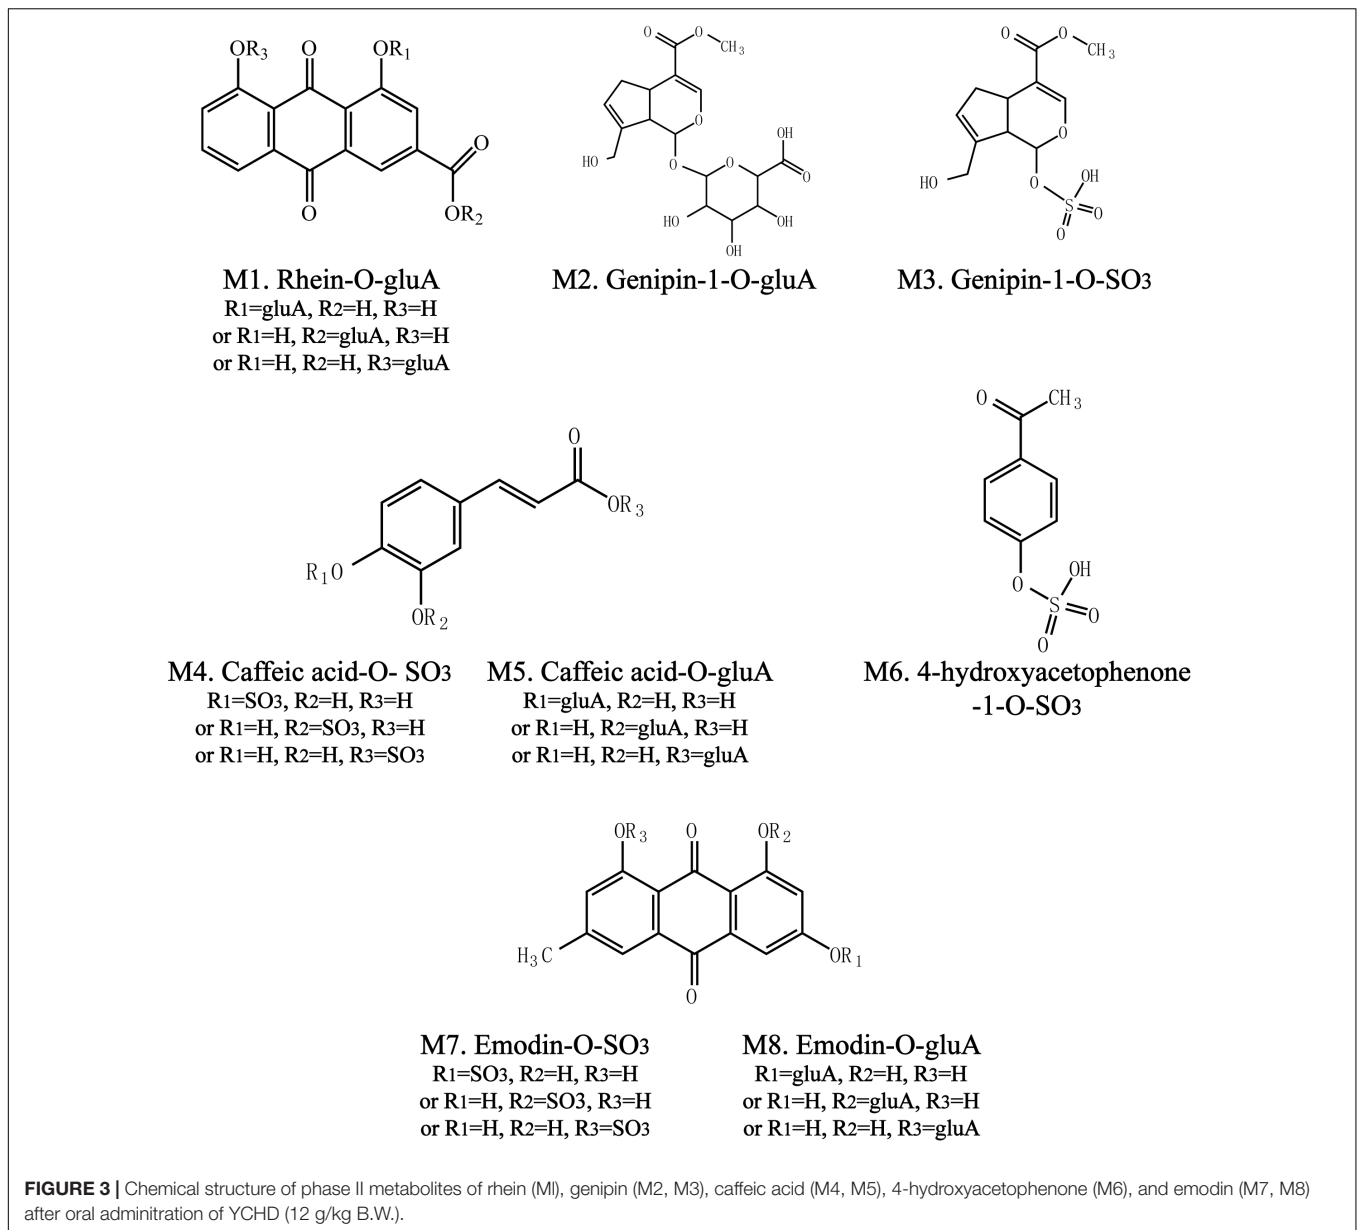 OR3 O OR1
O
OR2
O
M1. Rhein-O-gluA
R1=gluA, R2=H, R3=H
or R1=H, R2=gluA, R3=H
or R1=H, R2=H, R3=gluA
O O CH3
O
HO
O O OH
O
HO OH
OH
M2. Genipin-1-O-gluA
O O CH3
O
HO
O OH
S O
O
M3. Genipin-1-O-SO3
O
OR3
R1O
OR2
M4. Caffeic acid-O- SO3
R1=SO3, R2=H, R3=H
or R1=H, R2=SO3, R3=H
or R1=H, R2=H, R3=SO3
M5. Caffeic acid-O-gluA
R1=gluA, R2=H, R3=H
or R1=H, R2=gluA, R3=H
or R1=H, R2=H, R3=gluA
O CH3
O OH
S O
O
M6. 4-hydroxyacetophenone
-1-O-SO3
OR3 O OR2
H3C OR1
O
M7. Emodin-O-SO3
R1=SO3, R2=H, R3=H
or R1=H, R2=SO3, R3=H
or R1=H, R2=H, R3=SO3
M8. Emodin-O-gluA
R1=gluA, R2=H, R3=H
or R1=H, R2=gluA, R3=H
or R1=H, R2=H, R3=gluA
FIGURE 3 | Chemical structure of phase II metabolites of rhein (MI), genipin (M2, M3), caffeic acid (M4, M5), 4-hydroxyacetophenone (M6), and emodin (M7, M8)
after oral adminitration of YCHD (12 g/kg B.W.).